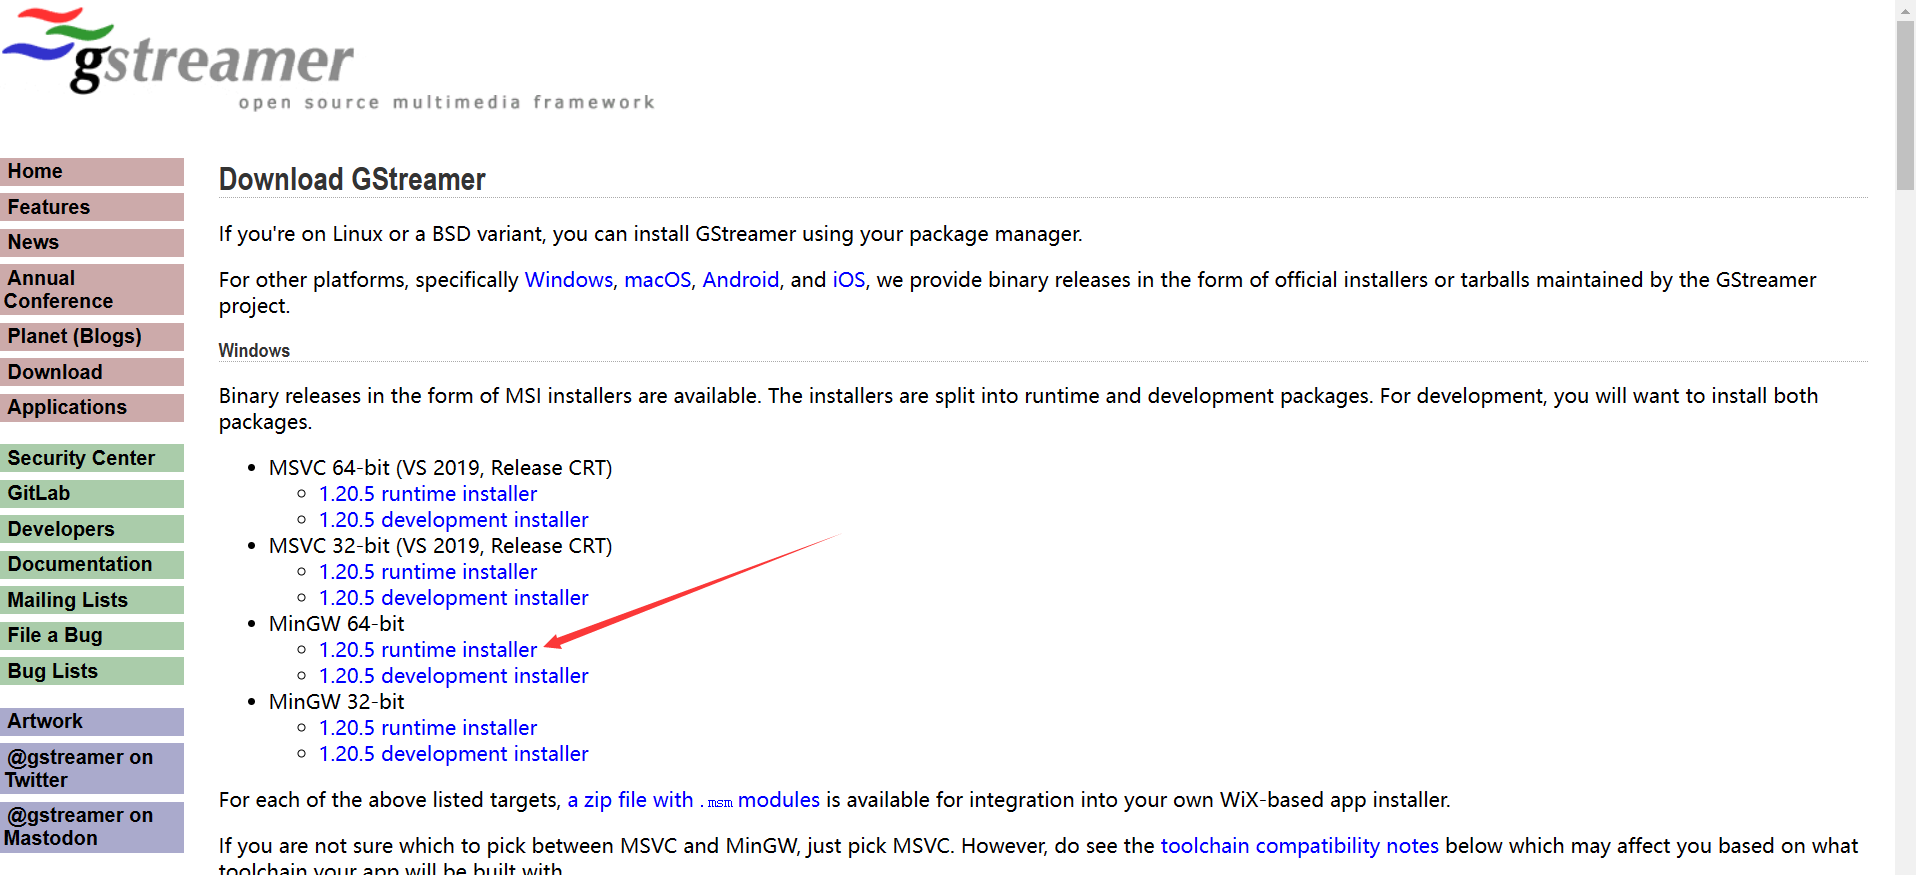 gstreamer
open source multimedia framework
Home
Features
News
Annual
Conference
Planet (Blogs)
Download
Applications
Security Center
GitLab
Developers
Documentation
Mailing Lists
File a Bug
Bug Lists
Artwork
@gstreamer on
Twitter
@gstreamer on
Mastodon
Download GStreamer
If you're on Linux or a BSD variant, you can install GStreamer using your package manager.
For other platforms, specifically Windows, macOS, Android, and iOS, we provide binary releases in the form of official installers or tarballs maintained by the GStreamer
project.
Windows
Binary releases in the form of MSI installers are available. The installers are split into runtime and development packages. For development, you will want to install both
packages.
• MSVC 64-bit (VS 2019, Release CRT)
◦ 1.20.5 runtime installer
◦ 1.20.5 development installer
• MSVC 32-bit (VS 2019, Release CRT)
◦ 1.20.5 runtime installer
◦ 1.20.5 development installer
• MinGW 64-bit
◦ 1.20.5 runtime installer
◦ 1.20.5 development installer
• MinGW 32-bit
◦ 1.20.5 runtime installer
◦ 1.20.5 development installer
For each of the above listed targets, a zip file with .msm modules is available for integration into your own WiX-based app installer.
If you are not sure which to pick between MSVC and MinGW, just pick MSVC. However, do see the toolchain compatibility notes below which may affect you based on what
toolchain your app will be built with.